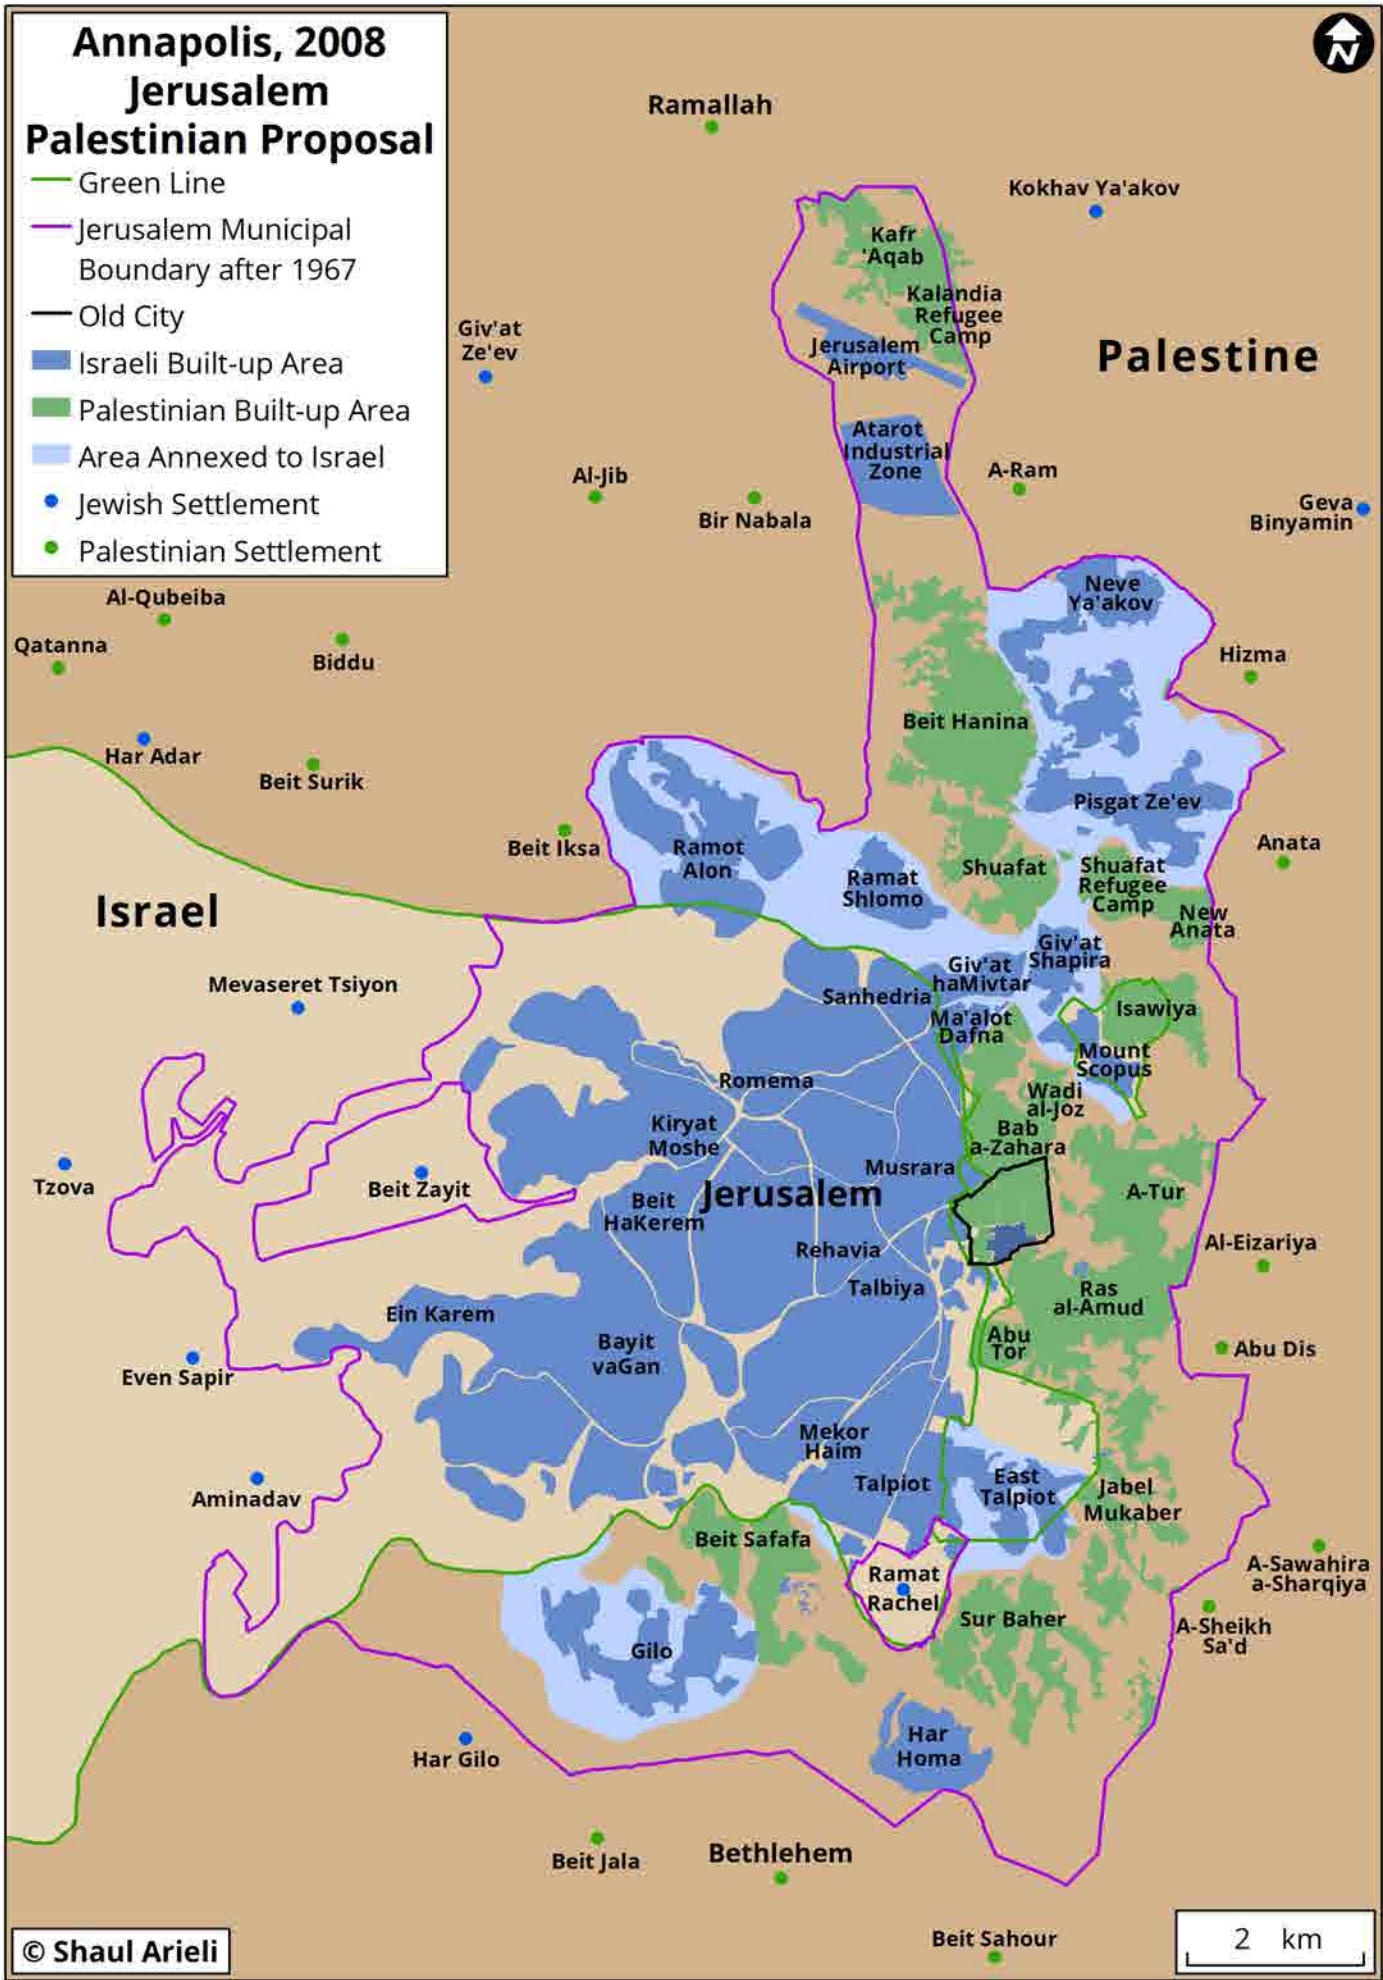 Annapolis, 2008
Jerusalem
Palestinian Proposal
Green Line
Jerusalem Municipal
Boundary after 1967
Old City
Israeli Built-up Area
Palestinian Built-up Area
Area Annexed to Israel
Jewish Settlement
Palestinian Settlement
N
Ramallah
Kokhav Ya'akov
Kafr
'Aqab
Kalandia
Refugee
Camp
Giv'at
Ze'ev
Jerusalem
Airport
Palestine
Atarot
Industrial
Zone
Al-Jib
A-Ram
Bir Nabala
Geva
Binyamin
Al-Qubeiba
Neve
Ya'akov
Qatanna
Biddu
Hizma
Beit Hanina
Har Adar
Beit Surik
Pisgat Ze'ev
Beit Iksa
Ramot
Alon
Anata
Shuafat
Shuafat
Refugee
Camp
Ramat
Shlomo
Israel
New
Anata
Giv'at
Shapira
Giv'at
haMivtar
Mevaseret Tsiyon
Sanhedria
Isawiya
Ma'alot
Dafna
Mount
Scopus
Romema
Wadi
al-Joz
Kiryat
Moshe
Bab
a-Zahara
Musrara
Tzova
Beit Zayit
Jerusalem
A-Tur
Beit
HaKerem
Rehavia
Al-Eizariya
Talbiya
Ras
al-Amud
Ein Karem
Bayit
vaGan
Abu
Tor
Abu Dis
Even Sapir
Mekor
Haim
Talpiot
East
Talpiot
Jabel
Mukaber
Aminadav
Beit Safafa
A-Sawahira
a-Sharqiya
Ramat
Rachel
Sur Baher
A-Sheikh
Sa'd
Gilo
Har
Homa
Har Gilo
Beit Jala
Bethlehem
Beit Sahour
© Shaul Arieli
2 km